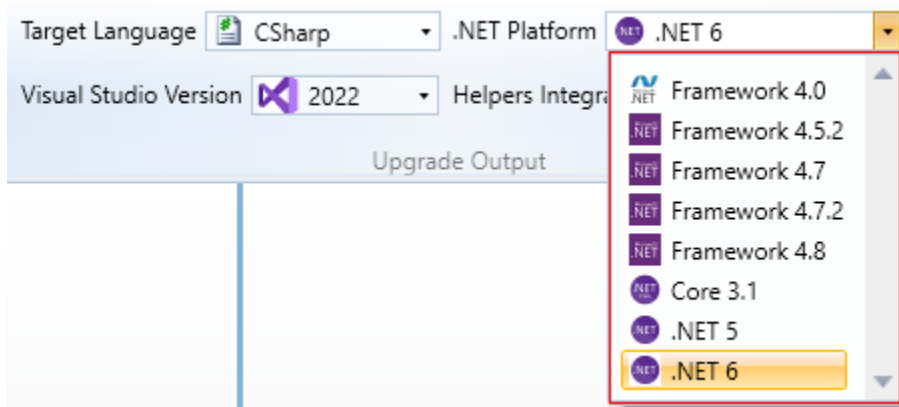 Target Language CSharp .NET Platform .NET 6
Visual Studio Version 2022 Helpers Integra
Upgrade Output
Framework 4.0
Framework 4.5.2
Framework 4.7
Framework 4.7.2
Framework 4.8
Core 3.1
.NET 5
.NET 6